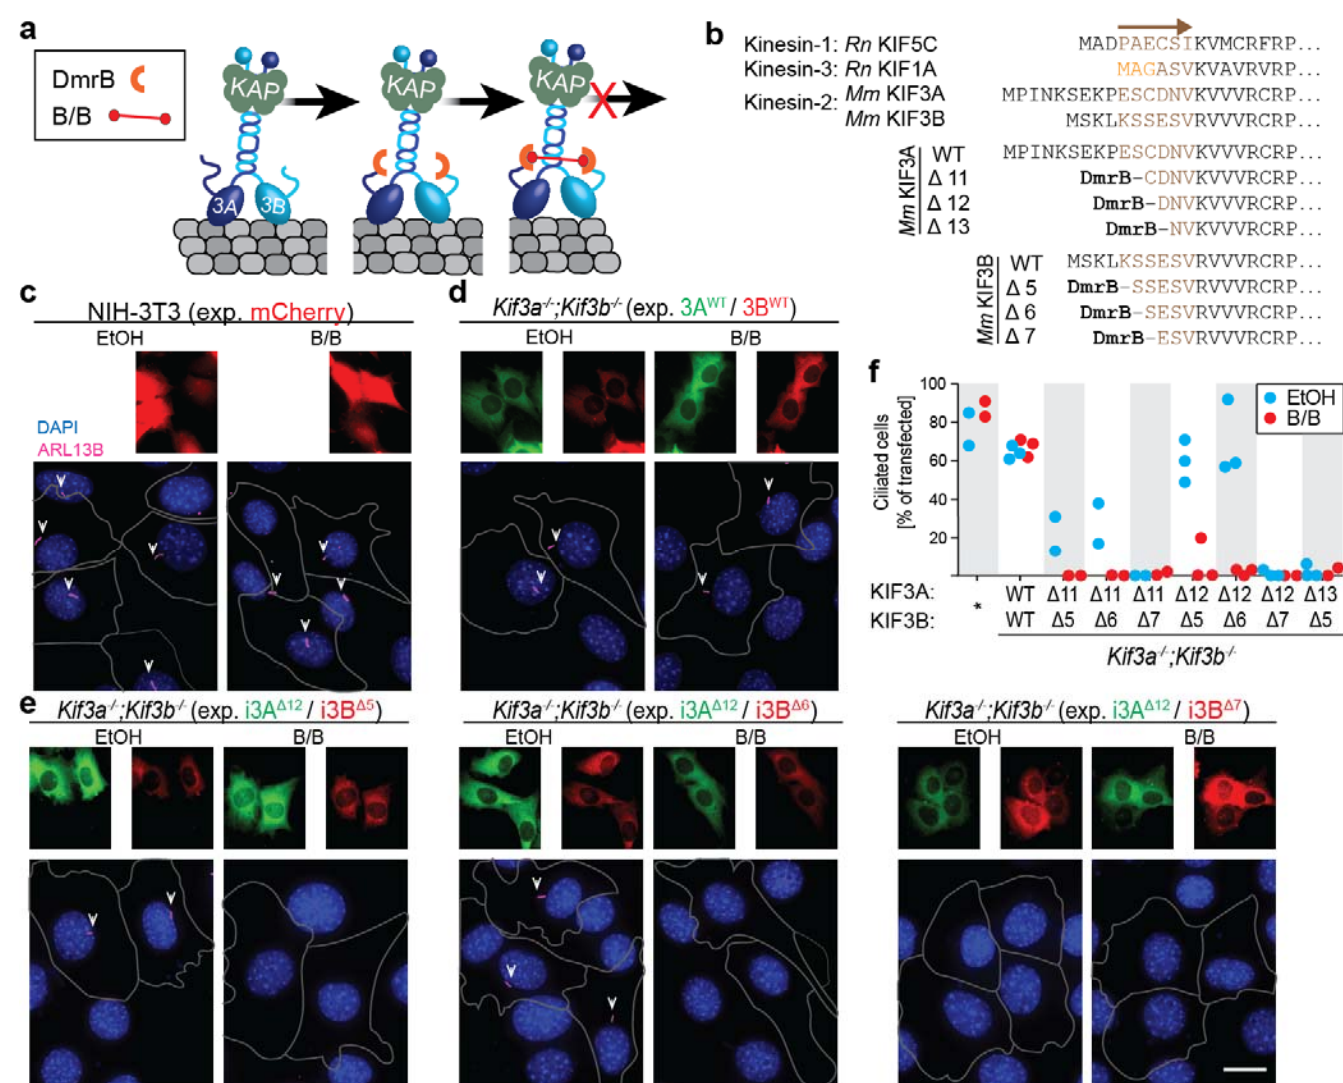 a
DmrB
B/B
KAP
KAP
KAP
X
3A
3B
b
Kinesin-1: Rn KIF5C MADPAECSIKVMCRFRP...
Kinesin-3: Rn KIF1A MAGASVKVAVRVRP...
Kinesin-2: Mm KIF3A MPINKSEKPESCDNVKVVVRCRP...
Mm KIF3B MSKLKSSESVRVVVRCRP...
Mm KIF3A
WT MPINKSEKPESCDNVKVVVRCRP...
Δ 11 DmrB-CDNVKVVVRCRP...
Δ 12 DmrB-DNVKVVVRCRP...
Δ 13 DmrB-NVKVVVRCRP...
Mm KIF3B
WT MSKLKSSESVRVVVRCRP...
Δ 5 DmrB-SSESVRVVVRCRP...
Δ 6 DmrB-SESVRVVVRCRP...
Δ 7 DmrB-ESVRVVVRCRP...
c
NIH-3T3 (exp. mCherry)
EtOH B/B
DAPI
ARL13B
d
Kif3a-/-;Kif3b-/- (exp. 3AWT / 3BWT)
EtOH B/B
e
Kif3a-/-;Kif3b-/- (exp. i3AΔ12 / i3BΔ5)
EtOH B/B
Kif3a-/-;Kif3b-/- (exp. i3AΔ12 / i3BΔ6)
EtOH B/B
Kif3a-/-;Kif3b-/- (exp. i3AΔ12 / i3BΔ7)
EtOH B/B
f
Ciliated cells
[% of transfected]
100
80
60
40
20
EtOH
B/B
KIF3A: WT Δ11 Δ11 Δ11 Δ12 Δ12 Δ12 Δ13
*
KIF3B: WT Δ5 Δ6 Δ7 Δ5 Δ6 Δ7 Δ5
Kif3a-/-;Kif3b-/-